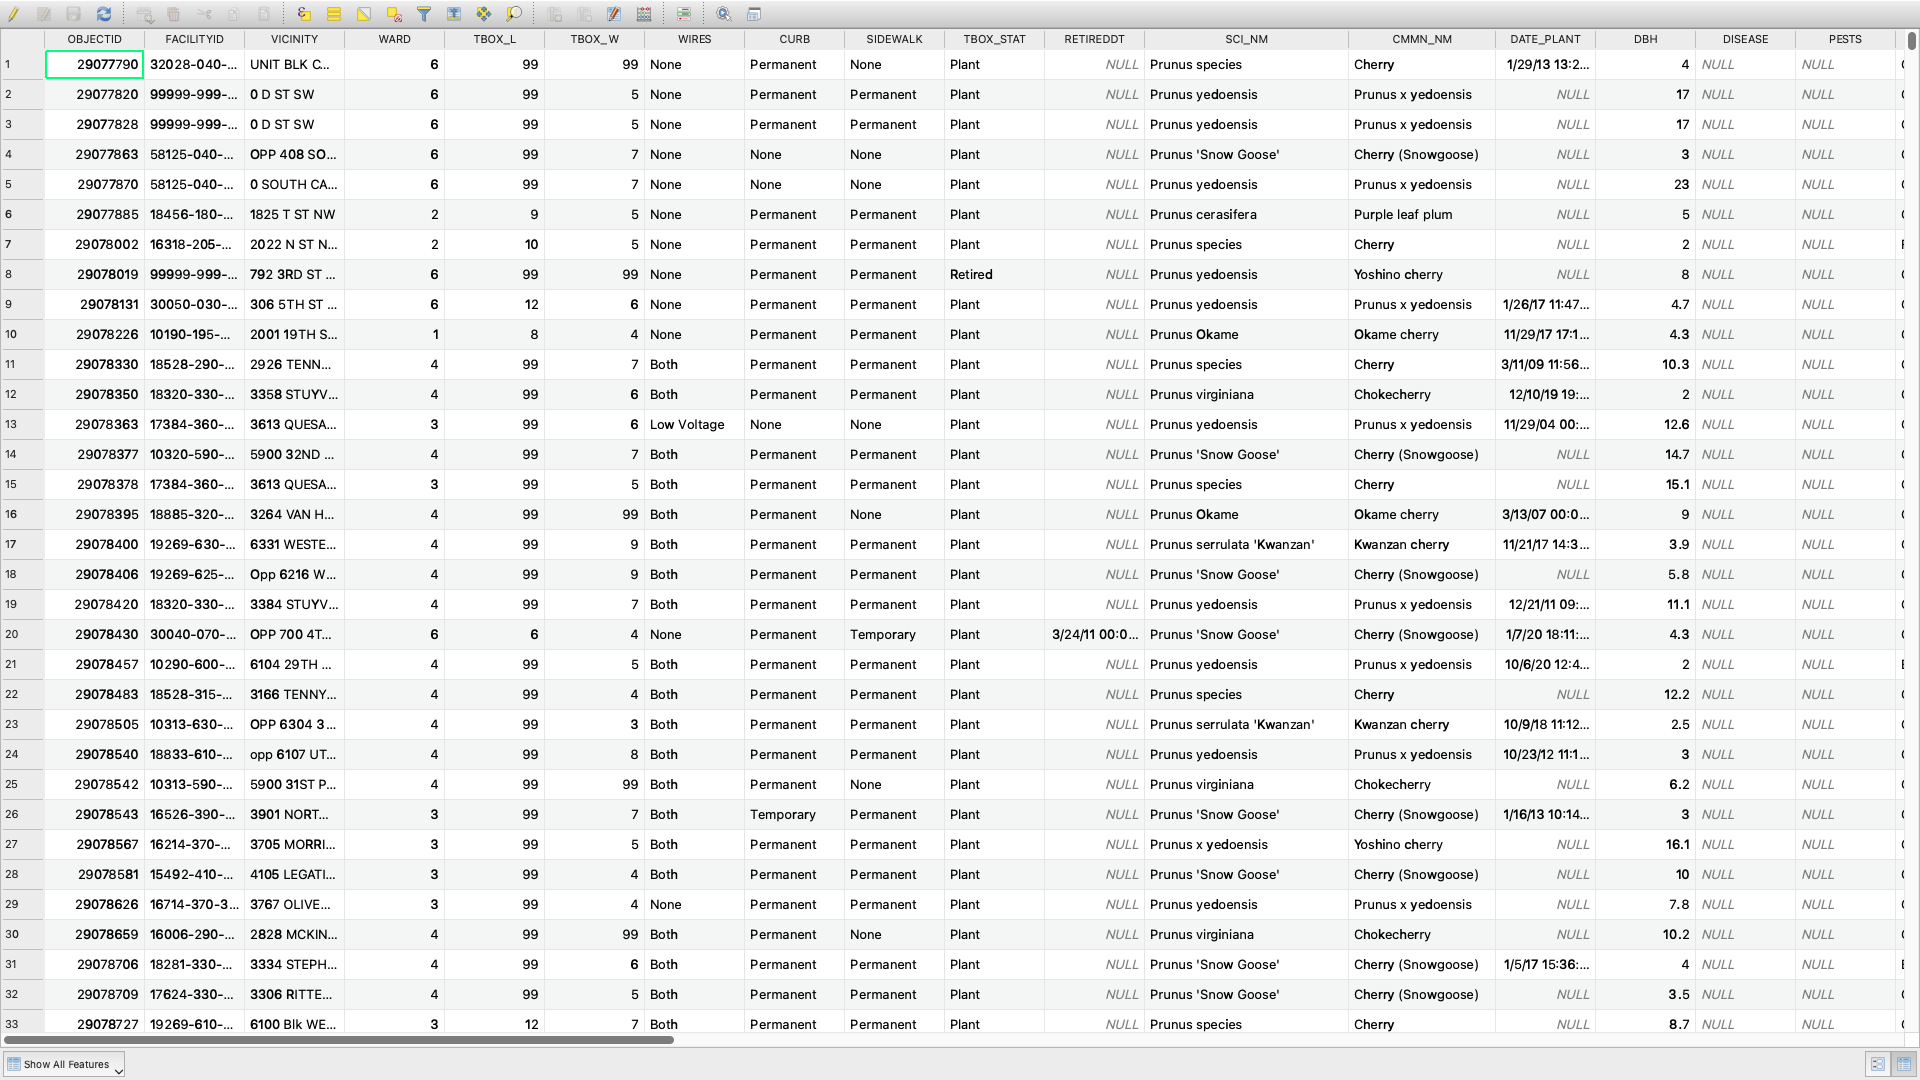 OBJECTID FACILITYID VICINITY WARD TBOX_L TBOX_W WIRES CURB SIDEWALK TBOX_STAT RETIREDDT SCI_NM CMMN_NM DATE_PLANT DBH DISEASE PESTS
1 29077790 32028-040-... UNIT BLK C... 6 99 99 None Permanent None Plant NULL Prunus species Cherry 1/29/13 13:2... 4 NULL NULL
2 29077820 99999-999-... 0 D ST SW 6 99 5 None Permanent Permanent Plant NULL Prunus yedoensis Prunus x yedoensis NULL 17 NULL NULL
3 29077828 99999-999-... 0 D ST SW 6 99 5 None Permanent Permanent Plant NULL Prunus yedoensis Prunus x yedoensis NULL 17 NULL NULL
4 29077863 58125-040-... OPP 408 SO... 6 99 7 None None None Plant NULL Prunus 'Snow Goose' Cherry (Snowgoose) NULL 3 NULL NULL
5 29077870 58125-040-... 0 SOUTH CA... 6 99 7 None None None Plant NULL Prunus yedoensis Prunus x yedoensis NULL 23 NULL NULL
6 29077885 18456-180-... 1825 T ST NW 2 9 5 None Permanent Permanent Plant NULL Prunus cerasifera Purple leaf plum NULL 5 NULL NULL
7 29078002 16318-205-... 2022 N ST N... 2 10 5 None Permanent Permanent Plant NULL Prunus species Cherry NULL 2 NULL NULL
8 29078019 99999-999-... 792 3RD ST ... 6 99 99 None Permanent Permanent Retired NULL Prunus yedoensis Yoshino cherry NULL 8 NULL NULL
9 29078131 30050-030-... 306 5TH ST ... 6 12 6 None Permanent Permanent Plant NULL Prunus yedoensis Prunus x yedoensis 1/26/17 11:47... 4.7 NULL NULL
10 29078226 10190-195-... 2001 19TH S... 1 8 4 None Permanent Permanent Plant NULL Prunus Okame Okame cherry 11/29/17 17:1... 4.3 NULL NULL
11 29078330 18528-290-... 2926 TENN... 4 99 7 Both Permanent Permanent Plant NULL Prunus species Cherry 3/11/09 11:56... 10.3 NULL NULL
12 29078350 18320-330-... 3358 STUYV... 4 99 6 Both Permanent Permanent Plant NULL Prunus virginiana Chokecherry 12/10/19 19:... 2 NULL NULL
13 29078363 17384-360-... 3613 QUESA... 3 99 6 Low Voltage None None Plant NULL Prunus yedoensis Prunus x yedoensis 11/29/04 00:... 12.6 NULL NULL
14 29078377 10320-590-... 5900 32ND ... 4 99 7 Both Permanent Permanent Plant NULL Prunus 'Snow Goose' Cherry (Snowgoose) NULL 14.7 NULL NULL
15 29078378 17384-360-... 3613 QUESA... 3 99 5 Both Permanent Permanent Plant NULL Prunus species Cherry NULL 15.1 NULL NULL
16 29078395 18885-320-... 3264 VAN H... 4 99 99 Both Permanent None Plant NULL Prunus Okame Okame cherry 3/13/07 00:0... 9 NULL NULL
17 29078400 19269-630-... 6331 WESTE... 4 99 9 Both Permanent Permanent Plant NULL Prunus serrulata 'Kwanzan' Kwanzan cherry 11/21/17 14:3... 3.9 NULL NULL
18 29078406 19269-625-... Opp 6216 W... 4 99 9 Both Permanent Permanent Plant NULL Prunus 'Snow Goose' Cherry (Snowgoose) NULL 5.8 NULL NULL
19 29078420 18320-330-... 3384 STUYV... 4 99 7 Both Permanent Permanent Plant NULL Prunus yedoensis Prunus x yedoensis 12/21/11 09:... 11.1 NULL NULL
20 29078430 30040-070-... OPP 700 4T... 6 6 4 None Permanent Temporary Plant 3/24/11 00:0... Prunus 'Snow Goose' Cherry (Snowgoose) 1/7/20 18:11:... 4.3 NULL NULL
21 29078457 10290-600-... 6104 29TH ... 4 99 5 Both Permanent Permanent Plant NULL Prunus yedoensis Prunus x yedoensis 10/6/20 12:4... 2 NULL NULL
22 29078483 18528-315-... 3166 TENNY... 4 99 4 Both Permanent Permanent Plant NULL Prunus species Cherry NULL 12.2 NULL NULL
23 29078505 10313-630-... OPP 6304 3 ... 4 99 3 Both Permanent Permanent Plant NULL Prunus serrulata 'Kwanzan' Kwanzan cherry 10/9/18 11:12... 2.5 NULL NULL
24 29078540 18833-610-... opp 6107 UT... 4 99 8 Both Permanent Permanent Plant NULL Prunus yedoensis Prunus x yedoensis 10/23/12 11:1... 3 NULL NULL
25 29078542 10313-590-... 5900 31ST P... 4 99 99 Both Permanent None Plant NULL Prunus virginiana Chokecherry NULL 6.2 NULL NULL
26 29078543 16526-390-... 3901 NORT... 3 99 7 Both Temporary Permanent Plant NULL Prunus 'Snow Goose' Cherry (Snowgoose) 1/16/13 10:14... 3 NULL NULL
27 29078567 16214-370-... 3705 MORRI... 3 99 5 Both Permanent Permanent Plant NULL Prunus x yedoensis Yoshino cherry NULL 16.1 NULL NULL
28 29078581 15492-410-... 4105 LEGATI... 3 99 4 Both Permanent Permanent Plant NULL Prunus 'Snow Goose' Cherry (Snowgoose) NULL 10 NULL NULL
29 29078626 16714-370-3... 3767 OLIVE... 3 99 4 None Permanent Permanent Plant NULL Prunus yedoensis Prunus x yedoensis NULL 7.8 NULL NULL
30 29078659 16006-290-... 2828 MCKIN... 4 99 99 Both Permanent None Plant NULL Prunus virginiana Chokecherry NULL 10.2 NULL NULL
31 29078706 18281-330-... 3334 STEPH... 4 99 6 Both Permanent Permanent Plant NULL Prunus 'Snow Goose' Cherry (Snowgoose) 1/5/17 15:36:... 4 NULL NULL
32 29078709 17624-330-... 3306 RITTE... 4 99 5 Both Permanent Permanent Plant NULL Prunus 'Snow Goose' Cherry (Snowgoose) NULL 3.5 NULL NULL
33 29078727 19269-610-... 6100 Blk WE... 3 12 7 Both Permanent Permanent Plant NULL Prunus species Cherry NULL 8.7 NULL NULL
Show All Features